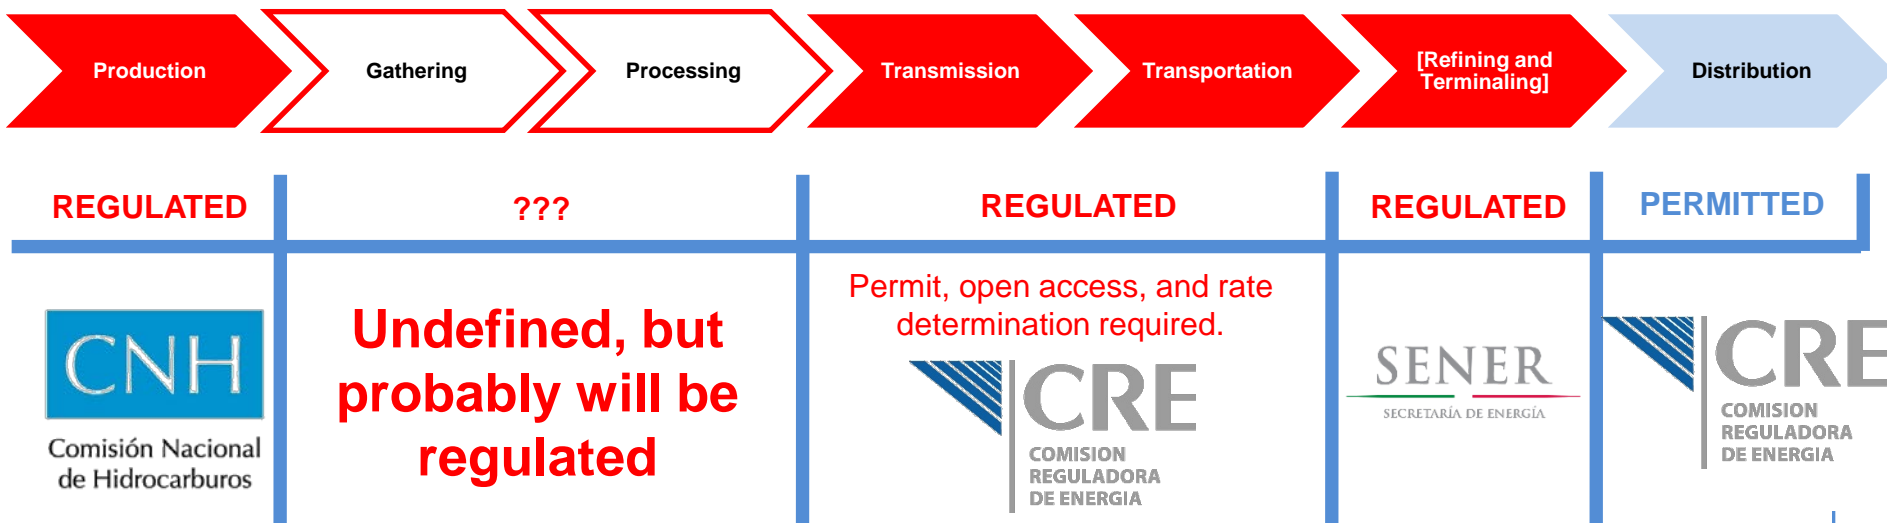 Production
Gathering
Processing
Transmission
Transportation
[Refining and
Terminaling]
Distribution
REGULATED
???
REGULATED
REGULATED
PERMITTED
CNH
Comisión Nacional
de Hidrocarburos
Undefined, but
probably will be
regulated
Permit, open access, and rate
determination required.
CRE
COMISION
REGULADORA
DE ENERGIA
SENER
SECRETARÍA DE ENERGÍA
CRE
COMISION
REGULADORA
DE ENERGIA